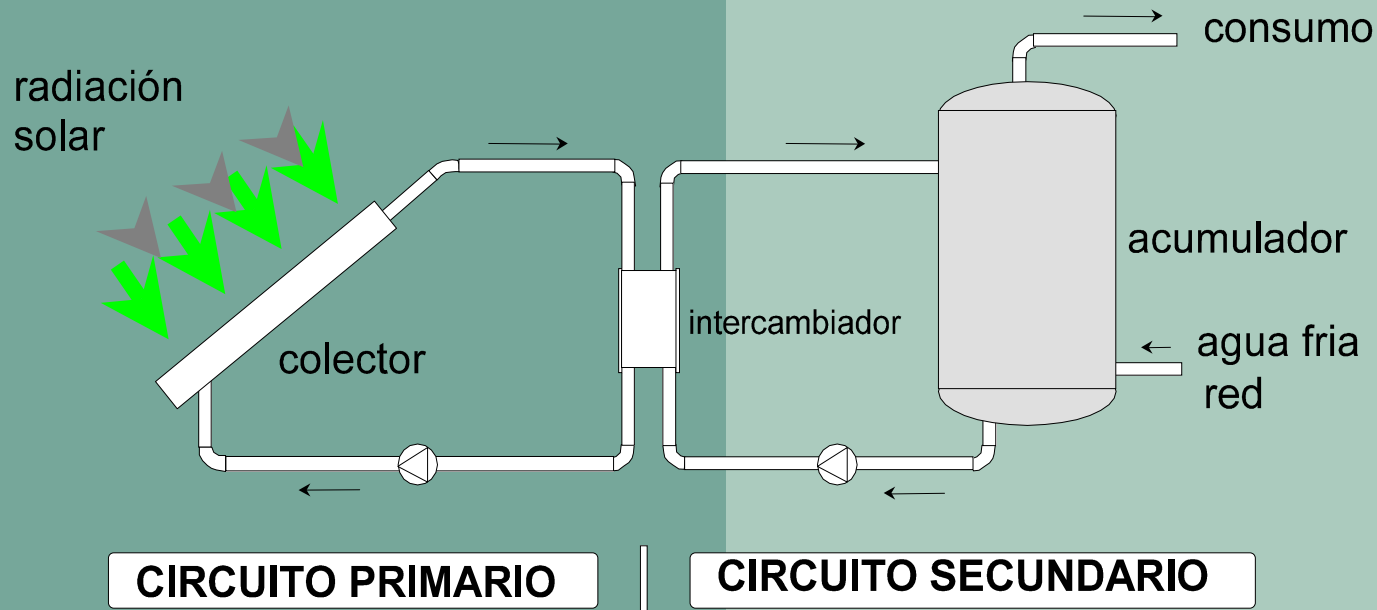 consumo
radiación
solar
acumulador
intercambiador
agua fria
red
colector
CIRCUITO PRIMARIO
CIRCUITO SECUNDARIO